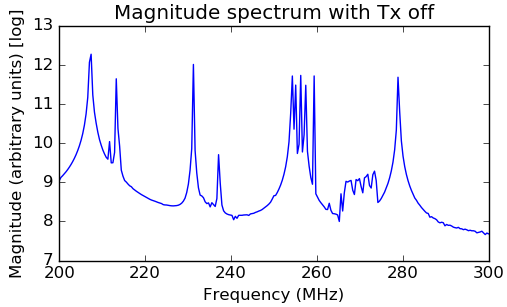 Magnitude spectrum with Tx off
Magnitude (arbitrary units) [log]
13
12
11
10
9
8
7
200 220 240 260 280 300
Frequency (MHz)